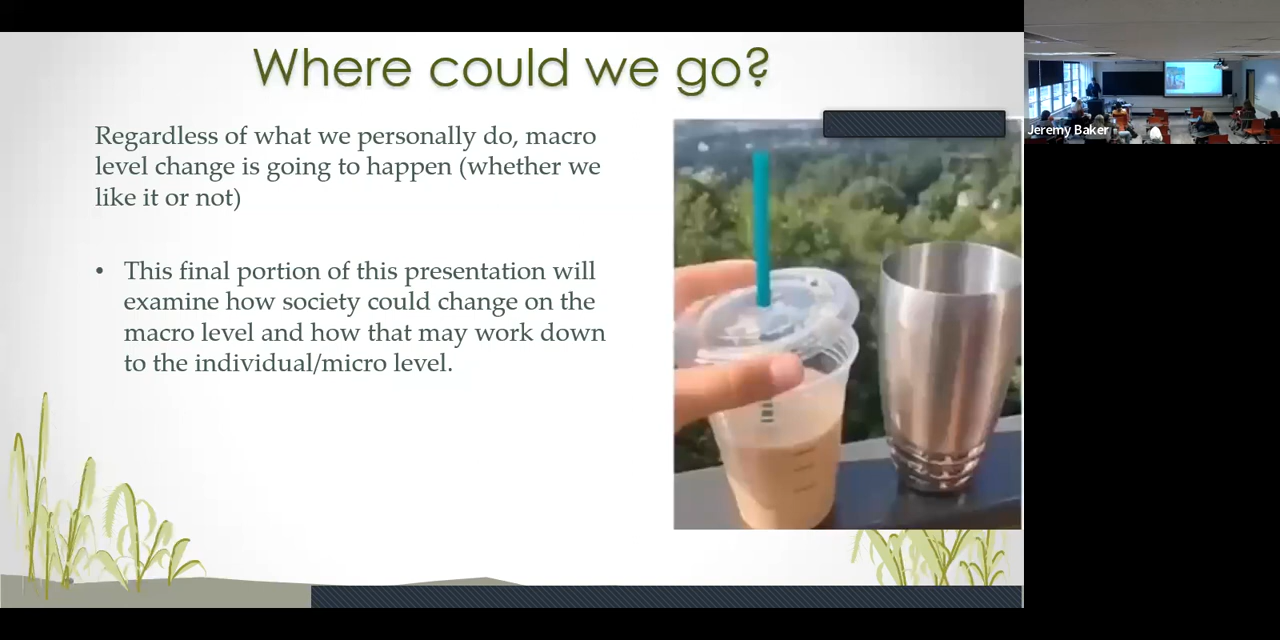 Where could we go?
Regardless of what we personally do, macro
level change is going to happen (whether we
like it or not)
• This final portion of this presentation will
examine how society could change on the
macro level and how that may work down
to the individual/micro level.
Jeremy Baker